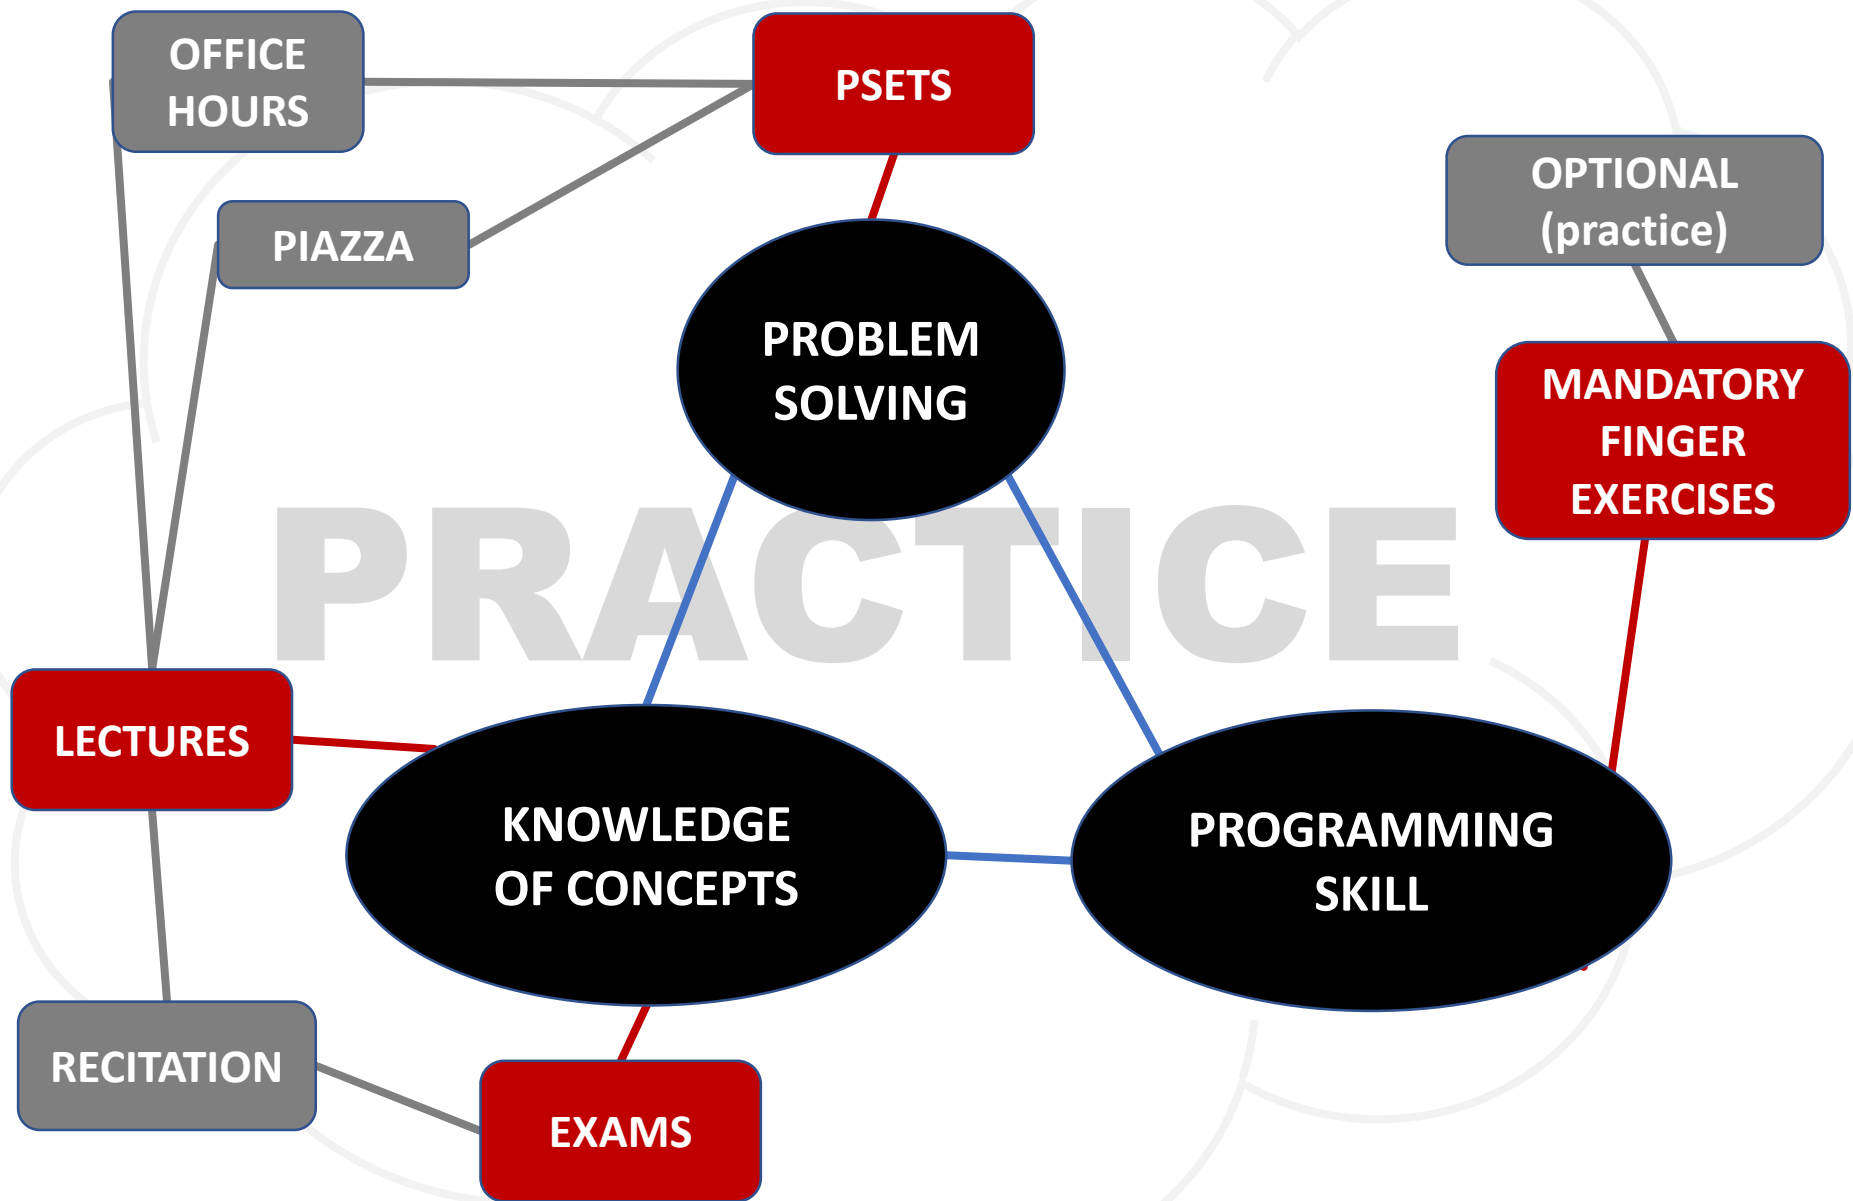 OFFICE
HOURS
PSETS
OPTIONAL
(practice)
PIAZZA
PROBLEM
SOLVING
MANDATORY
FINGER
EXERCISES
PRACTICE
LECTURES
KNOWLEDGE
OF CONCEPTS
PROGRAMMING
SKILL
RECITATION
EXAMS